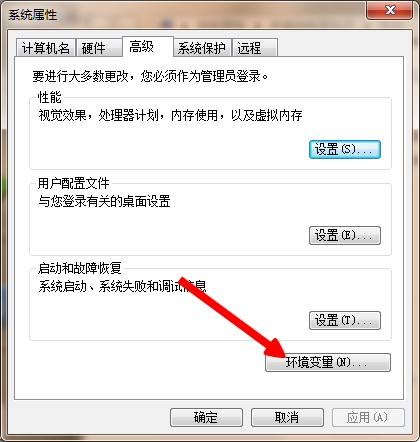 系统属性
计算机名 硬件 高级 系统保护 远程
要进行大多数更改，您必须作为管理员登录。
性能
视觉效果，处理器计划，内存使用，以及虚拟内存
设置(S)...
用户配置文件
与您登录有关的桌面设置
设置(E)...
启动和故障恢复
系统启动、系统失败和调试信息
设置(T)...
环境变量(N)...
确定 取消 应用(A)